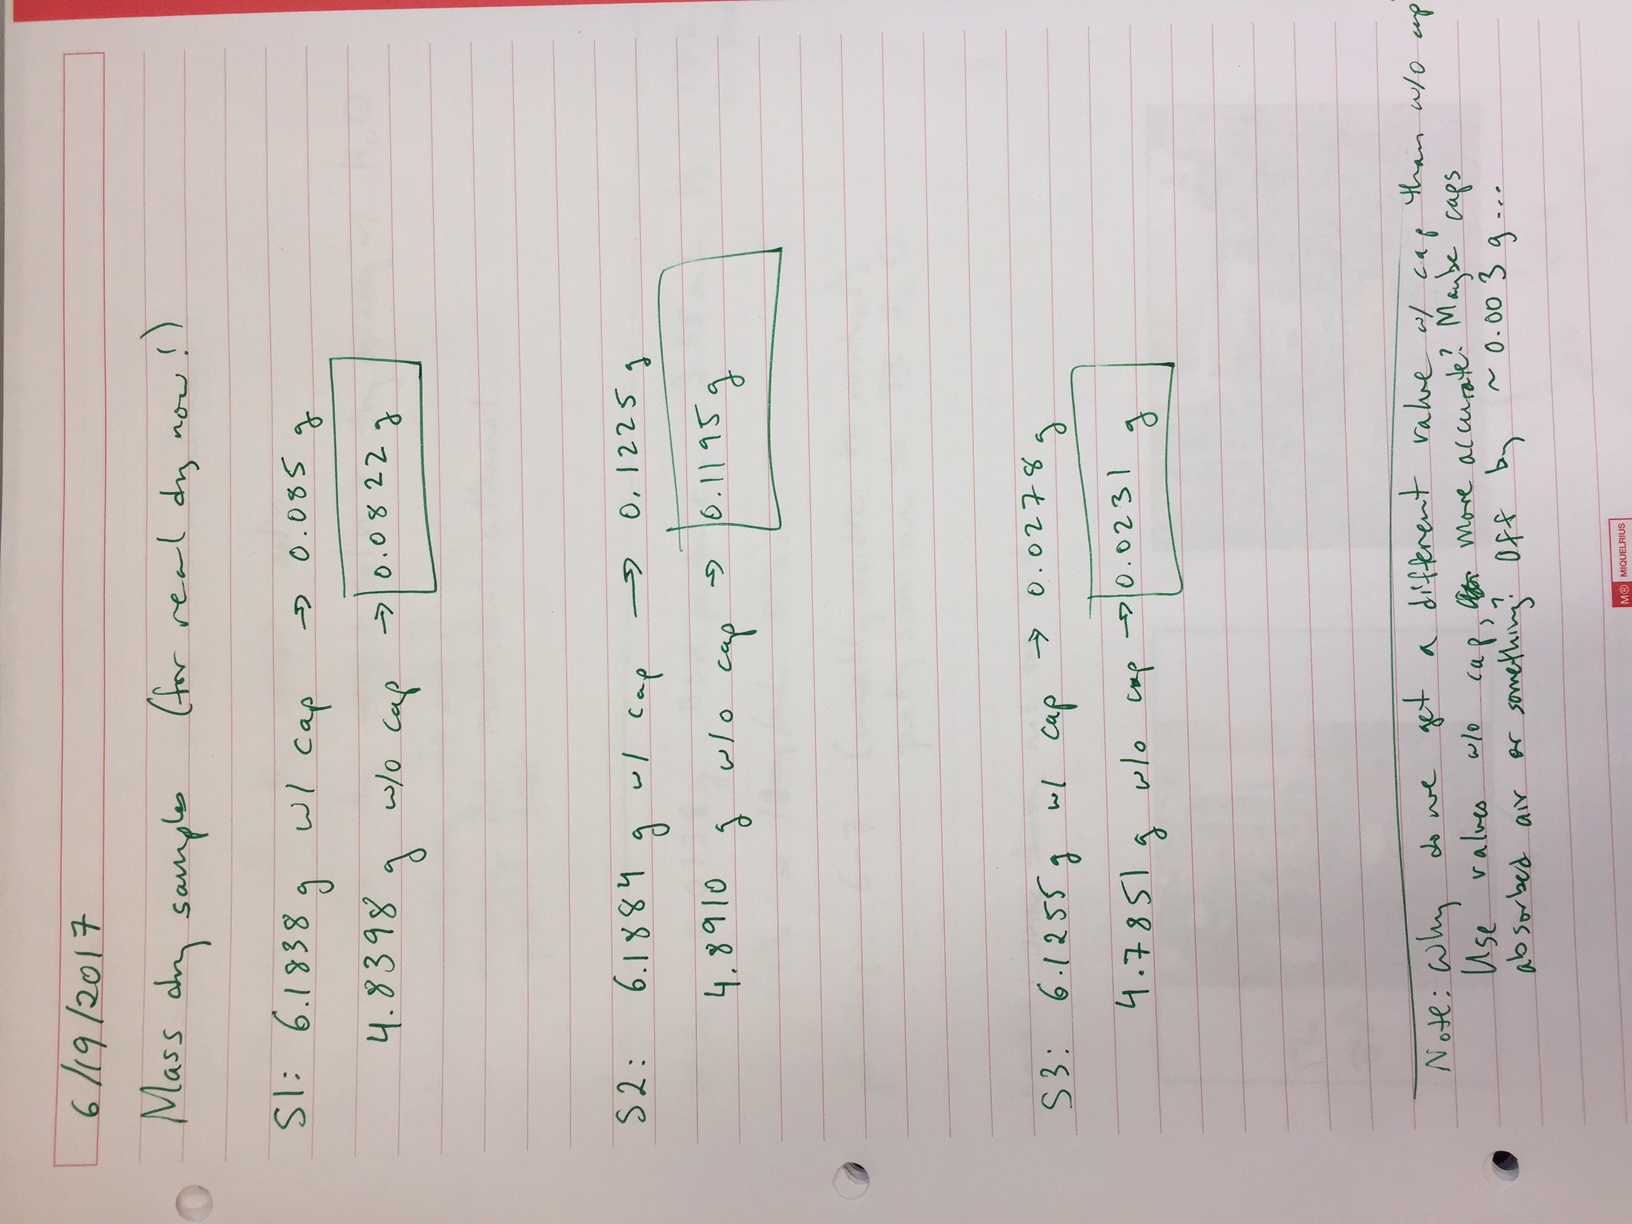 6/19/2017
Mass dry samples (for real dry now!)
S1: 6.1838 g w/ cap → 0.085 g
4.8398 g w/o cap → 0.0822 g
S2: 6.1884 g w/ cap → 0.1225 g
4.8910 g w/o cap → 0.1195 g
S3: 6.1255 g w/ cap → 0.0278 g
4.7851 g w/o cap → 0.0231 g
Note: Why do we get a different value w/ cap than w/o cap
Use values w/o cap, more accurate? Maybe caps
absorbed air or something? Off by ~0.003 g...
M® MIQUELRIUS